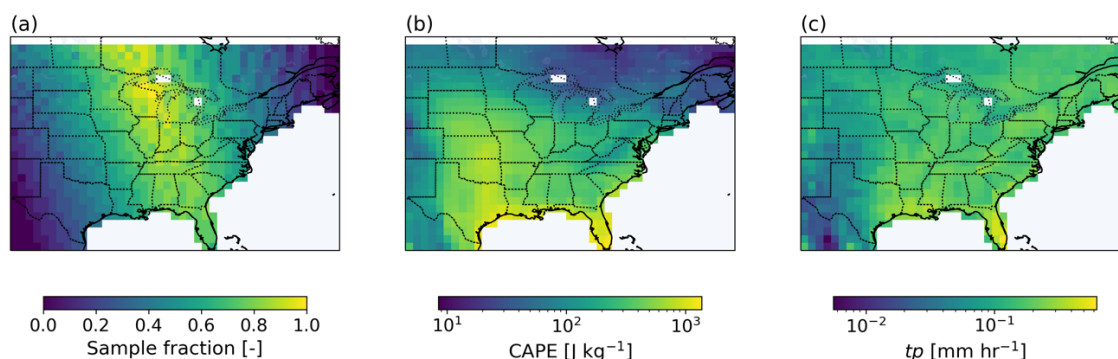 (a)
(b)
(c)
0.0 0.2 0.4 0.6 0.8 1.0
Sample fraction [-]
10¹ 10² 10³
CAPE [J kg⁻¹]
10⁻² 10⁻¹
tp [mm hr⁻¹]